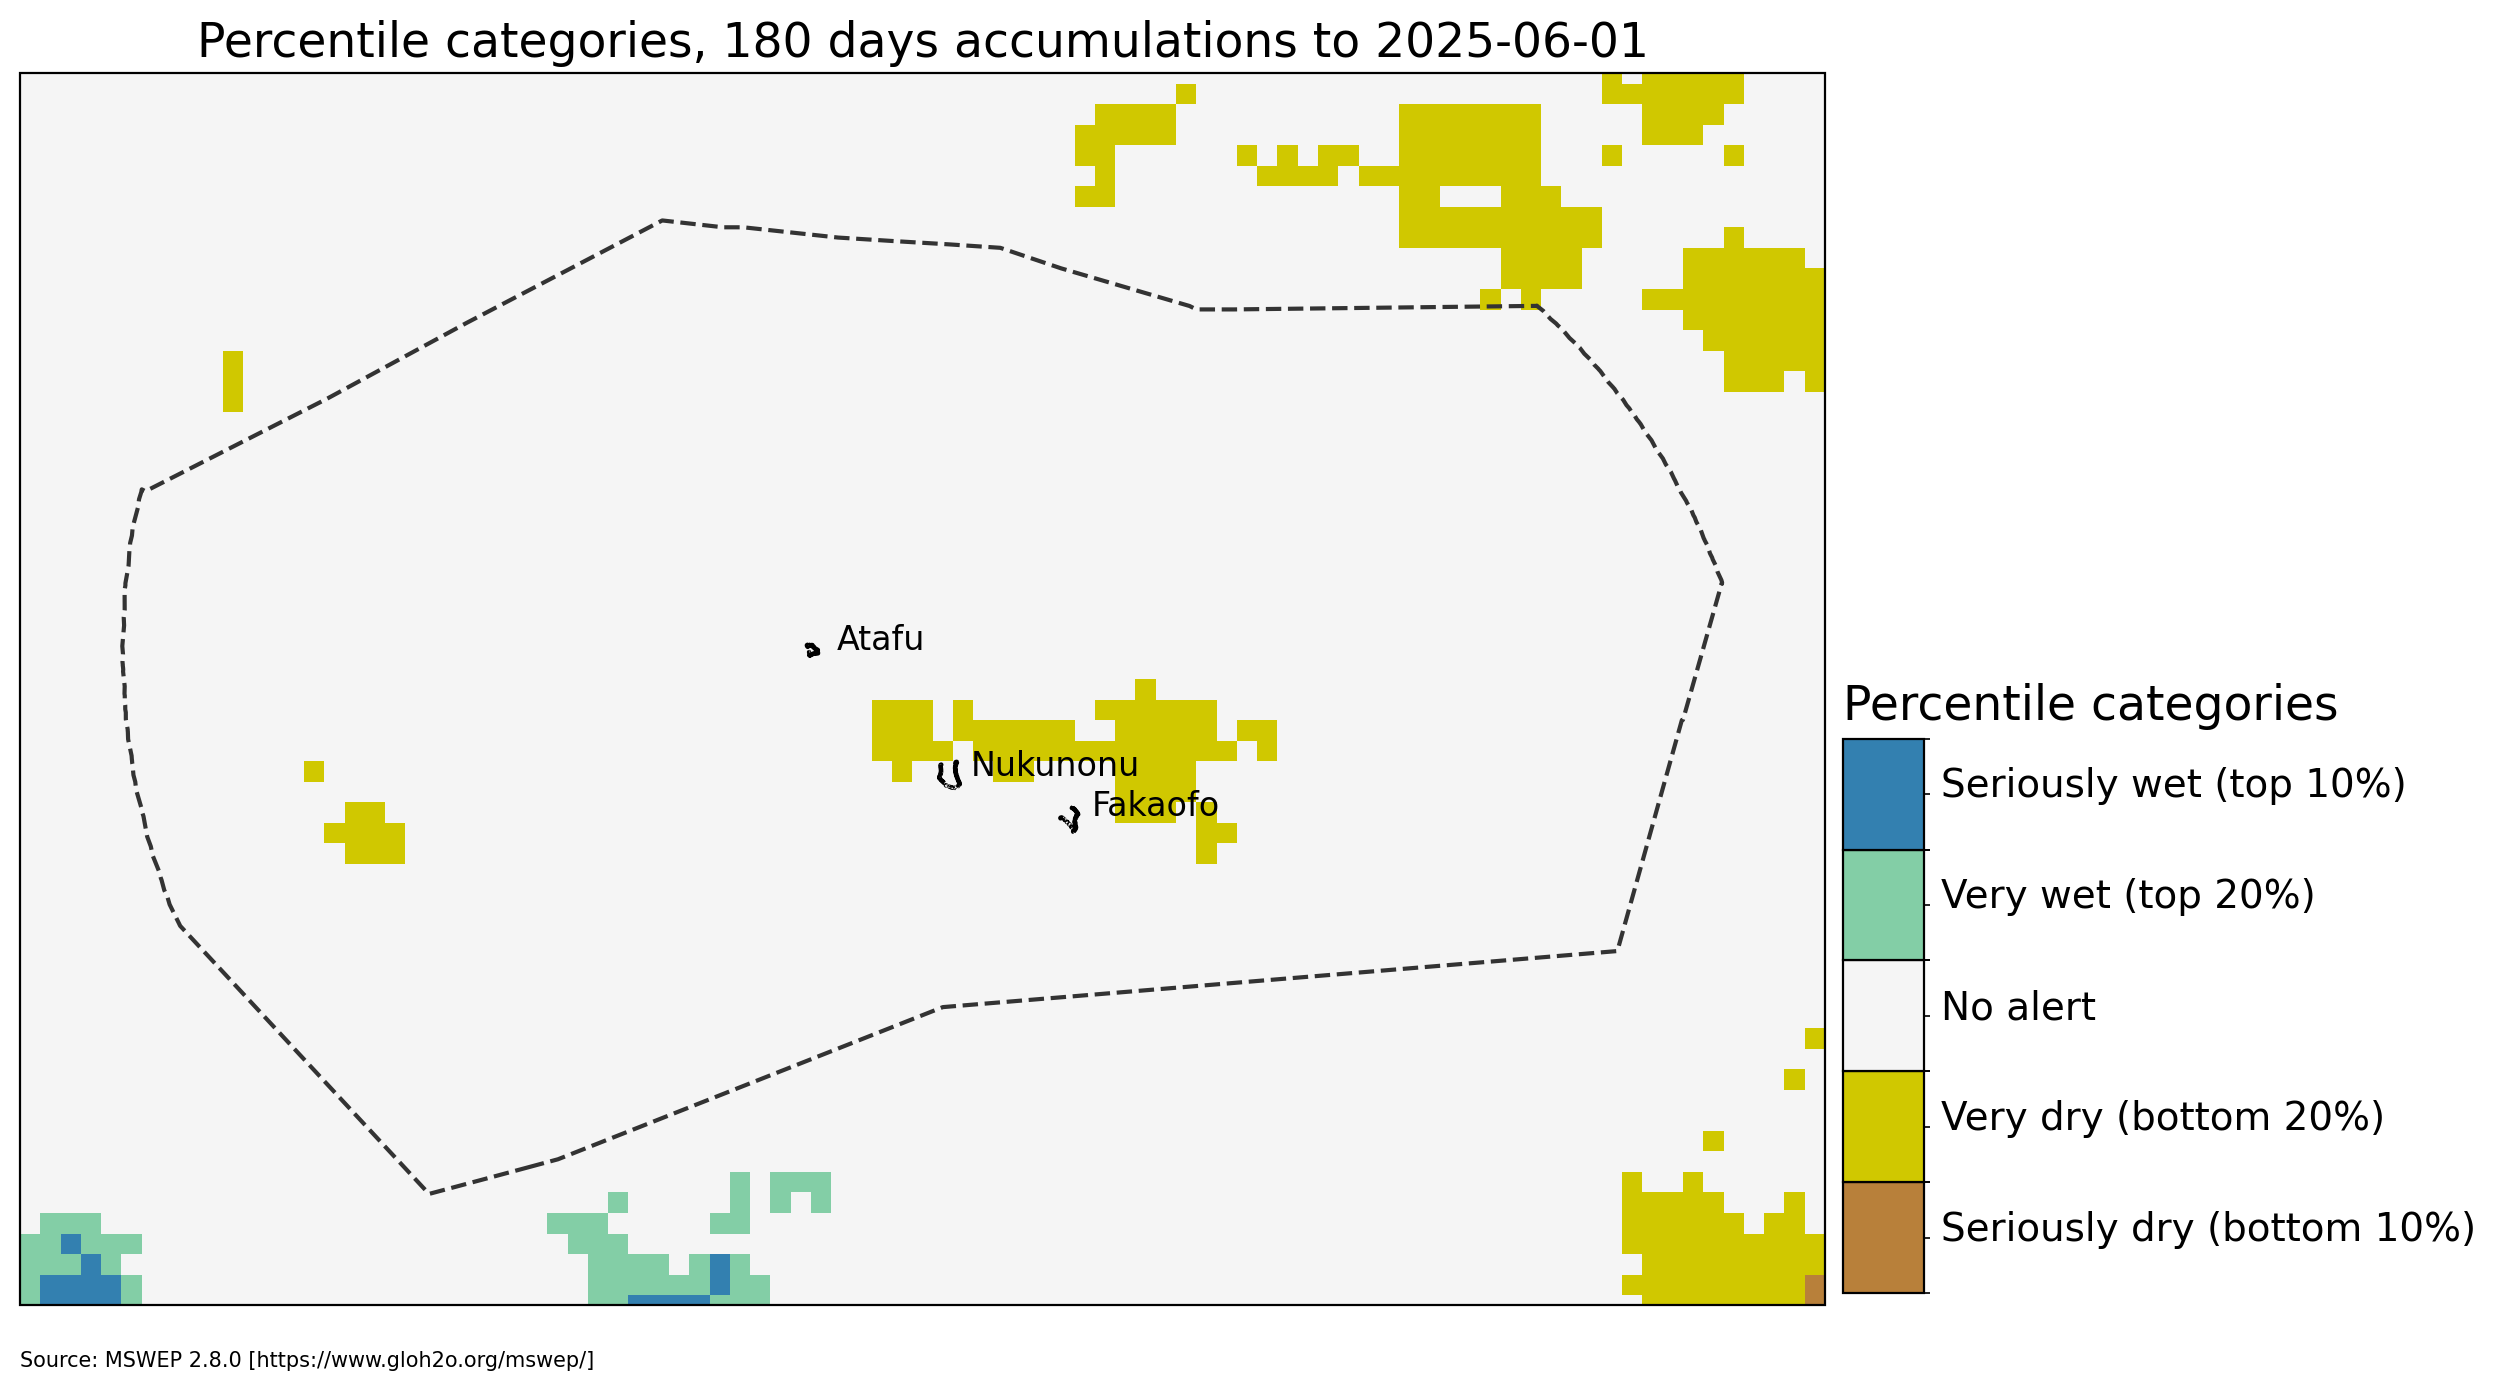 Percentile categories, 180 days accumulations to 2025-06-01
Atafu
Nukunonu
Fakaofo
Percentile categories
Seriously wet (top 10%)
Very wet (top 20%)
No alert
Very dry (bottom 20%)
Seriously dry (bottom 10%)
Source: MSWEP 2.8.0 [https://www.gloh2o.org/mswep/]